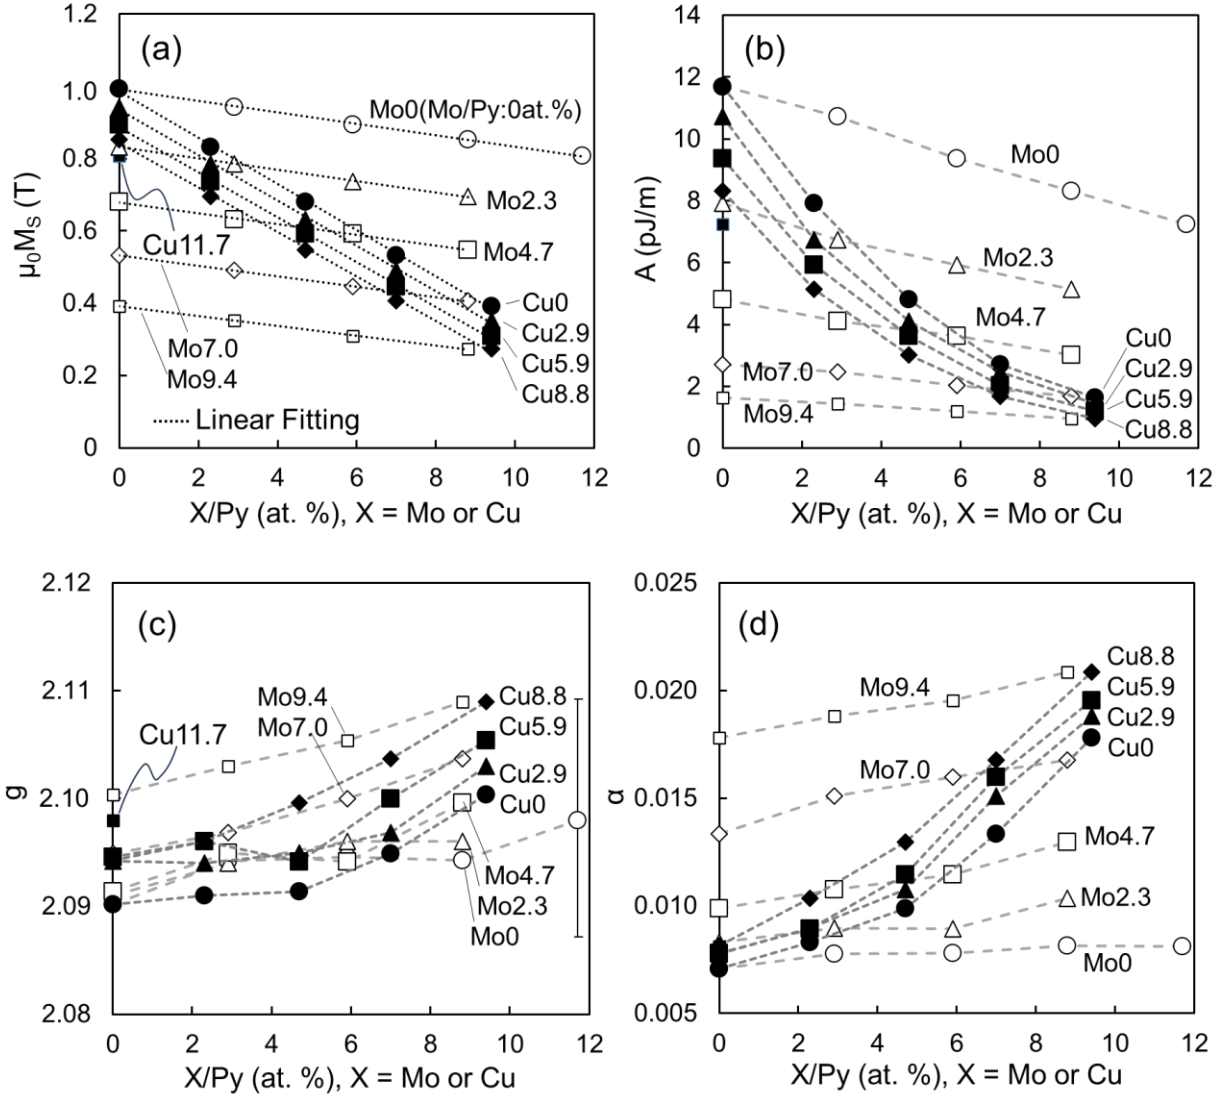 (a)
1.2
1.0
0.8
0.6
0.4
0.2
0
μ0MS (T)
Mo0(Mo/Py:0at.%)
Mo2.3
Mo4.7
Cu11.7
Mo7.0
Mo9.4
Cu0
Cu2.9
Cu5.9
Cu8.8
Linear Fitting
0 2 4 6 8 10 12
X/Py (at. %), X = Mo or Cu
(b)
14
12
10
8
6
4
2
0
A (pJ/m)
Mo0
Mo2.3
Mo4.7
Mo7.0
Mo9.4
Cu0
Cu2.9
Cu5.9
Cu8.8
0 2 4 6 8 10 12
X/Py (at. %), X = Mo or Cu
(c)
2.12
2.11
2.10
2.09
2.08
g
Cu11.7
Mo9.4
Mo7.0
Cu8.8
Cu5.9
Cu2.9
Cu0
Mo4.7
Mo2.3
Mo0
0 2 4 6 8 10 12
X/Py (at. %), X = Mo or Cu
(d)
0.025
0.020
0.015
0.010
0.005
α
Mo9.4
Mo7.0
Cu8.8
Cu5.9
Cu2.9
Cu0
Mo4.7
Mo2.3
Mo0
0 2 4 6 8 10 12
X/Py (at. %), X = Mo or Cu